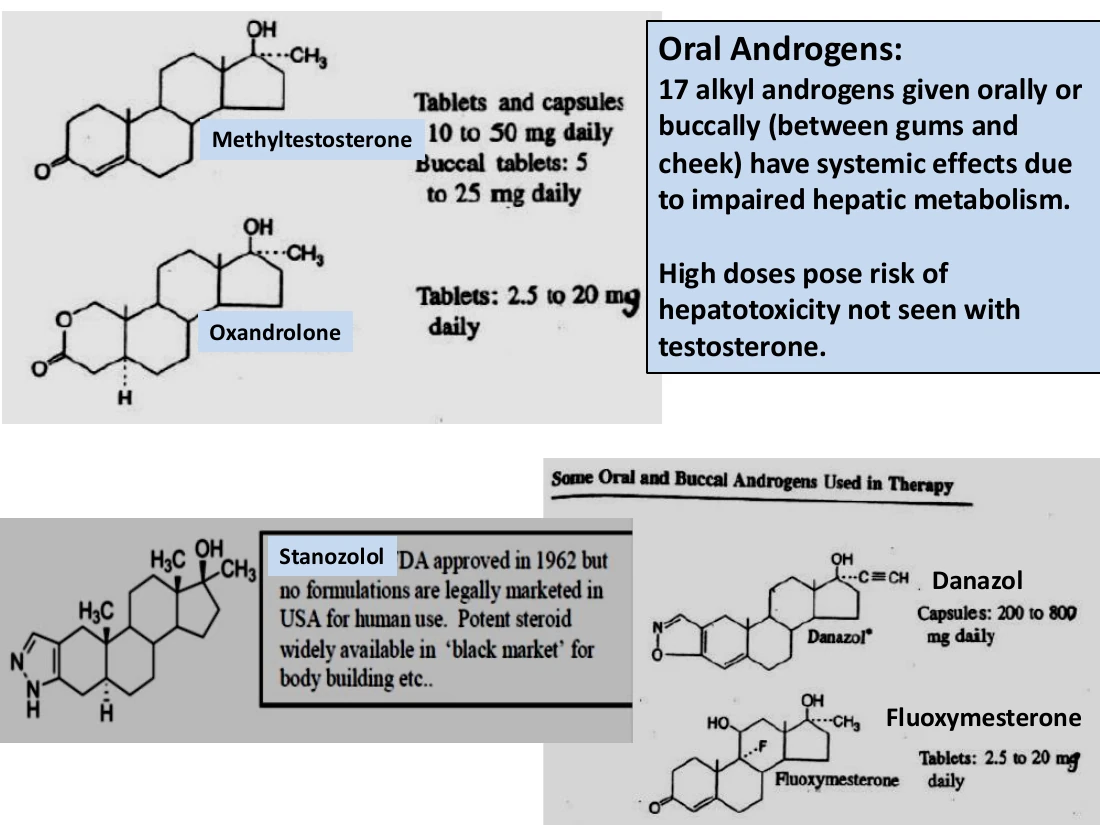 OH
CH₃
Methyltestosterone
O
Tablets and capsules
10 to 50 mg daily
Buccal tablets: 5
to 25 mg daily
OH
CH₃
O
Oxandrolone
O
H
Tablets: 2.5 to 20 mg
daily
Oral Androgens:
17 alkyl androgens given orally or
buccally (between gums and
cheek) have systemic effects due
to impaired hepatic metabolism.
High doses pose risk of
hepatotoxicity not seen with
testosterone.
Some Oral and Buccal Androgens Used in Therapy
H₃C OH
CH₃
H₃C
N
N
H
H
Stanozolol DA approved in 1962 but
no formulations are legally marketed in
USA for human use. Potent steroid
widely available in ‘black market’ for
body building etc..
OH
C≡CH
N
O
Danazol*
Danazol
Capsules: 200 to 800
mg daily
OH
HO
CH₃
F
O
Fluoxymesterone
Fluoxymesterone
Tablets: 2.5 to 20 mg
daily